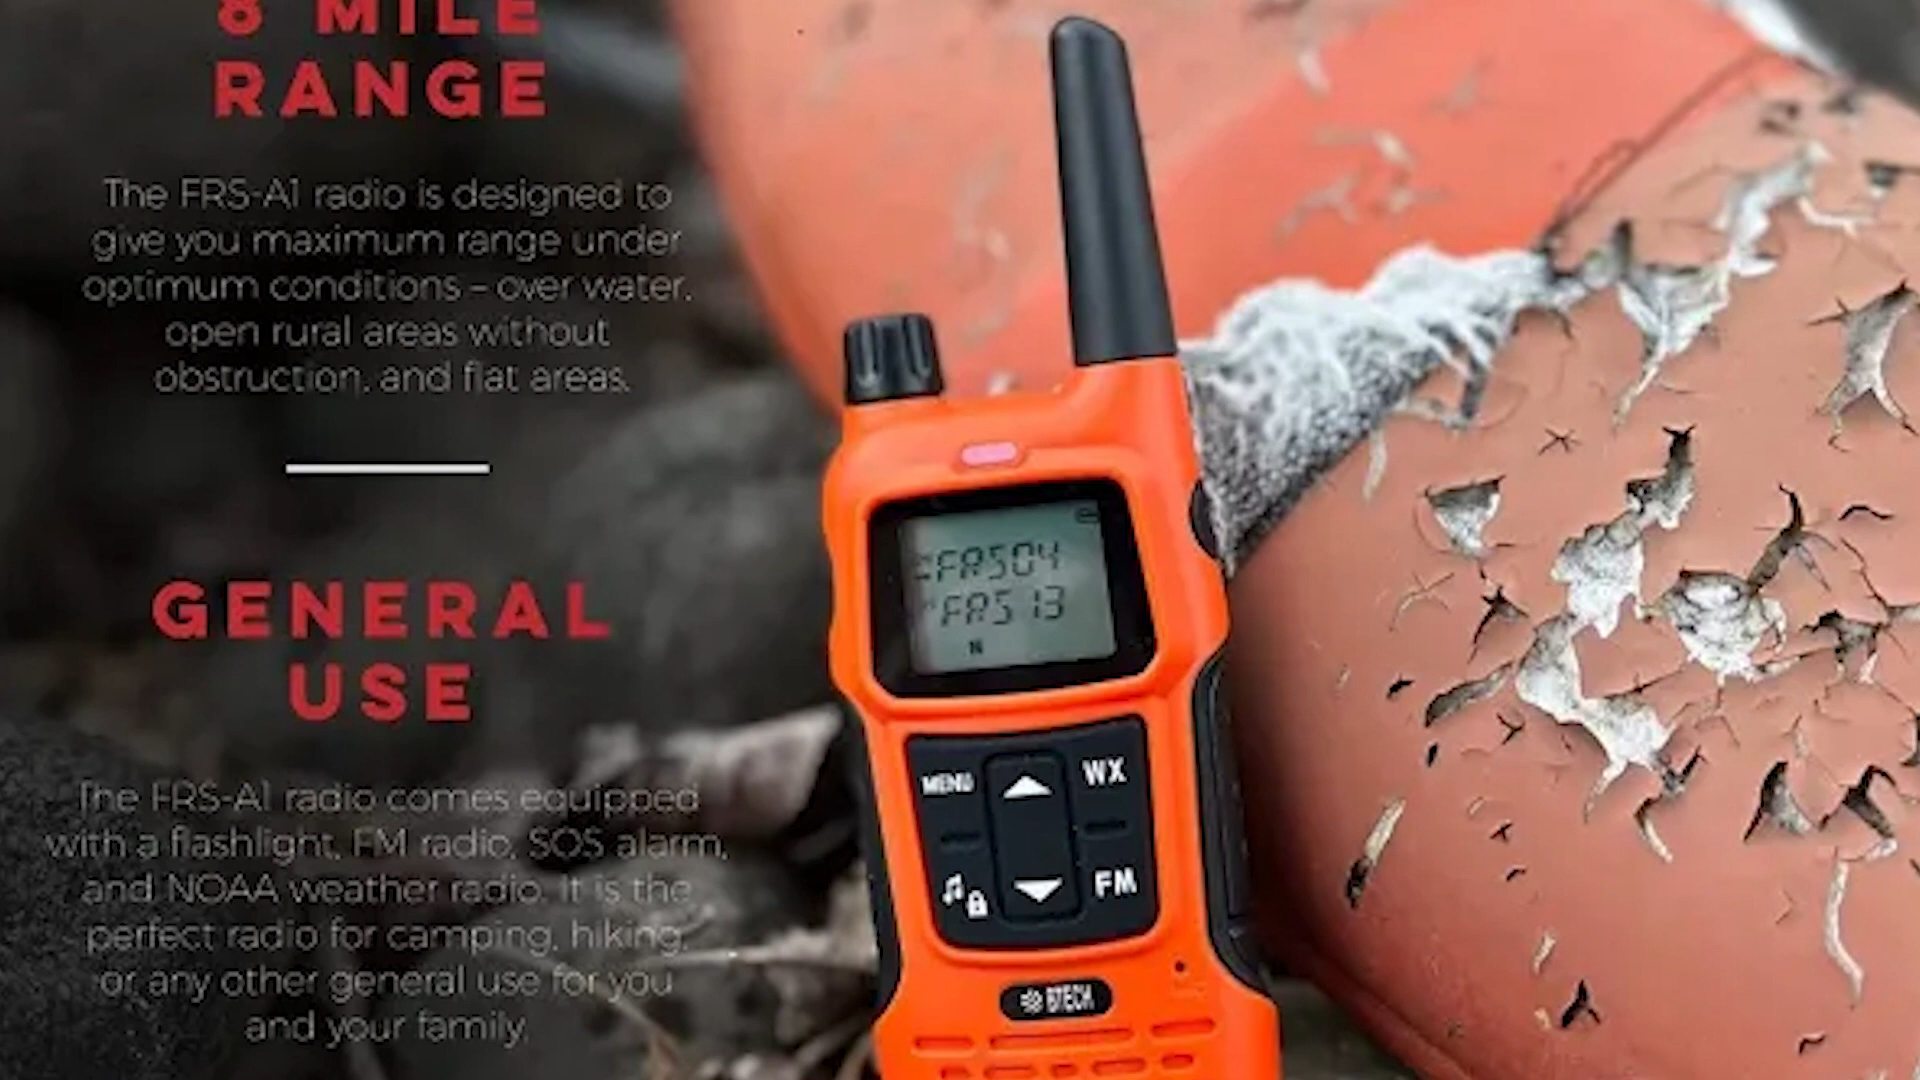 8 MILE
RANGE
The FRS-A1 radio is designed to
give you maximum range under
optimum conditions – over water,
open rural areas without
obstruction, and flat areas.
GENERAL
USE
The FRS-A1 radio comes equipped
with a flashlight, FM radio, SOS alarm,
and NOAA weather radio. It is the
perfect radio for camping, hiking,
or any other general use for you
and your family.
FRS04
FRS13
N
MENU
WX
FM
BTECH